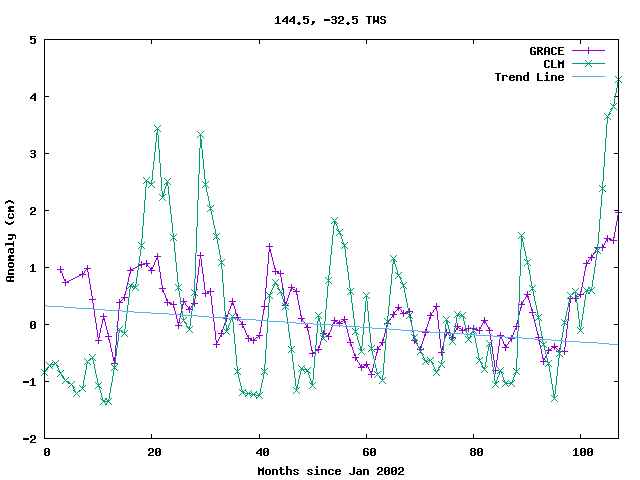 144.5, -32.5 TWS
GRACE
CLM
Trend Line
5
4
3
2
1
0
-1
-2
Anomaly (cm)
0 20 40 60 80 100
Months since Jan 2002